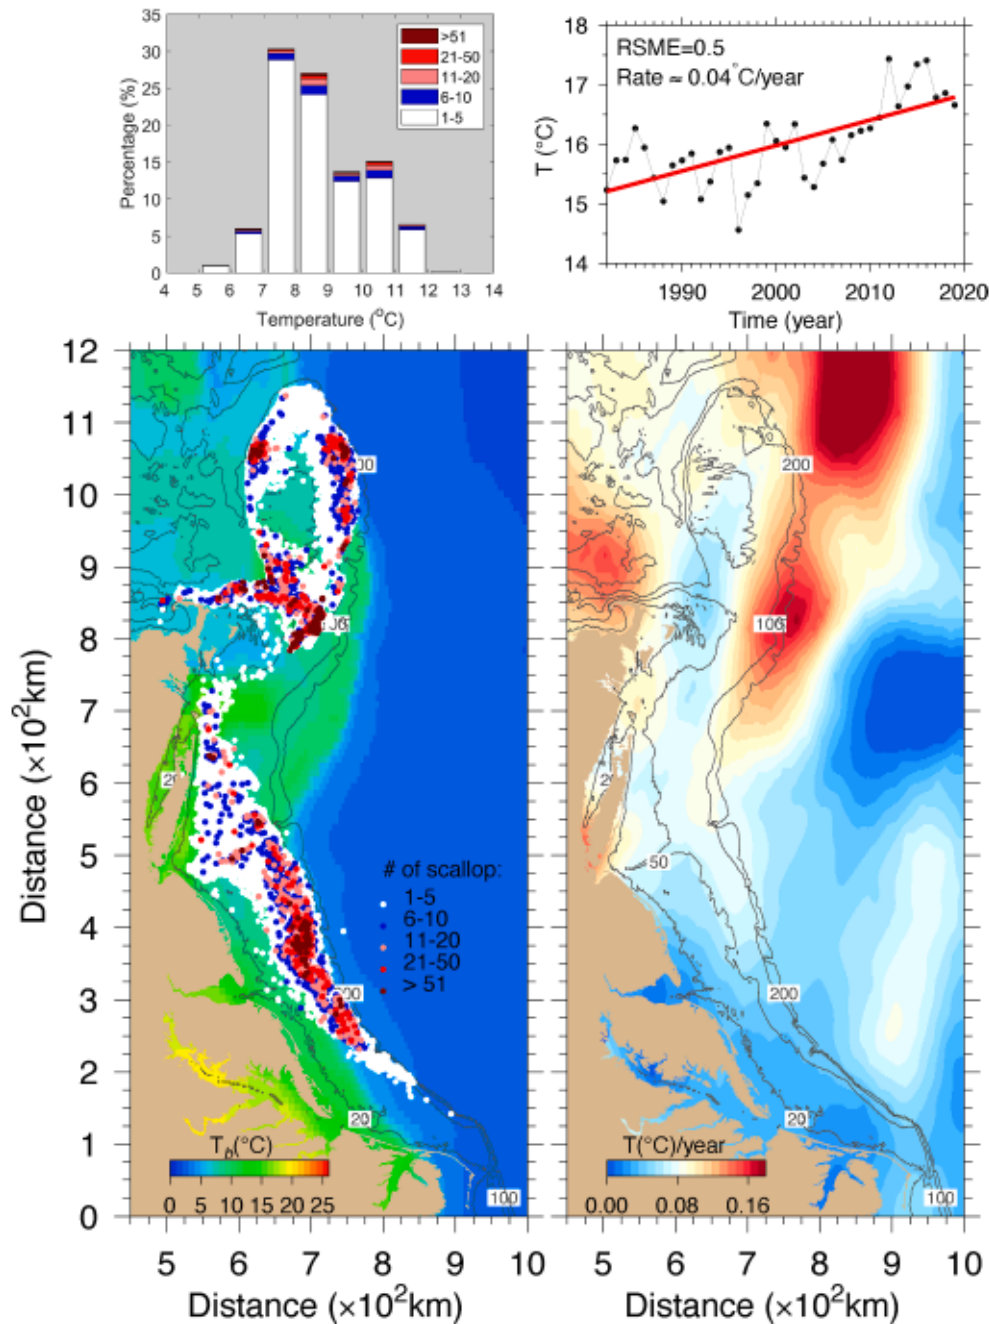 35
30
25
20
15
10
5
0
Percentage (%)
>51
21-50
11-20
6-10
1-5
4 5 6 7 8 9 10 11 12 13 14
Temperature (°C)
18
17
16
15
14
T (°C)
RSME=0.5
Rate = 0.04°C/year
1990 2000 2010 2020
Time (year)
12
11
10
9
8
7
6
5
4
3
2
1
0
Distance (×10²km)
# of scallop:
1-5
6-10
11-20
21-50
> 51
20
100
T_b(°C)
0 5 10 15 20 25
5 6 7 8 9 10
Distance (×10²km)
200
100
50
200
20
100
T(°C)/year
0.00 0.08 0.16
5 6 7 8 9 10
Distance (×10²km)